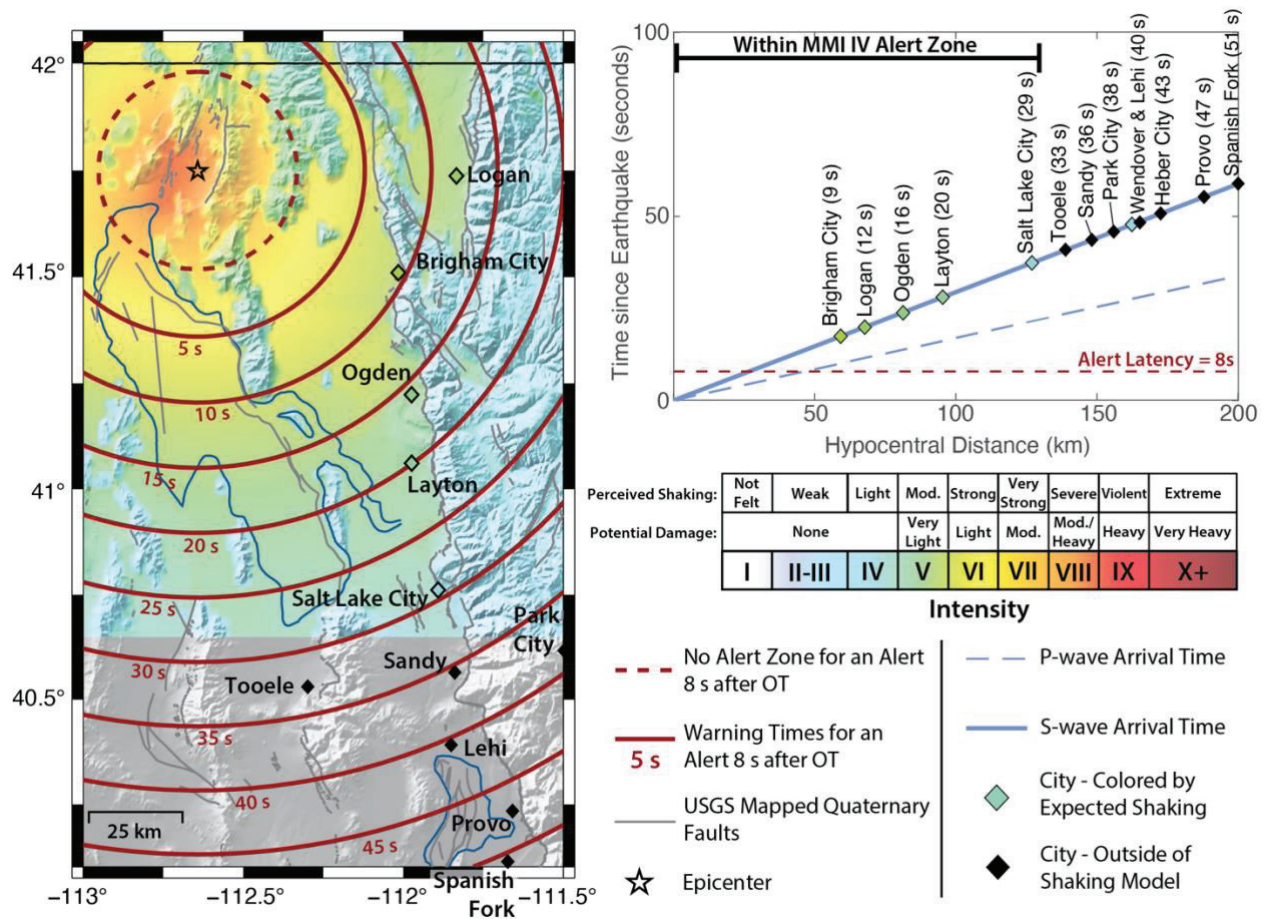 42°
41.5°
41°
40.5°
−113°
−112.5°
−112°
−111.5°
Logan
Brigham City
5 s
Ogden
10 s
15 s
Layton
20 s
25 s
Salt Lake City
Park
City
30 s
Sandy
Tooele
35 s
Lehi
40 s
25 km
Provo
45 s
Spanish
Fork
100
50
0
Time since Earthquake (seconds)
Within MMI IV Alert Zone
Brigham City (9 s)
Logan (12 s)
Ogden (16 s)
Layton (20 s)
Salt Lake City (29 s)
Tooele (33 s)
Sandy (36 s)
Park City (38 s)
Wendover & Lehi (40 s)
Heber City (43 s)
Provo (47 s)
Spanish Fork (51 s)
Alert Latency = 8s
50
100
150
200
Hypocentral Distance (km)
Perceived Shaking: Not Felt Weak Light Mod. Strong Very Strong Severe Violent Extreme
Potential Damage: None Very Light Light Mod. Mod./ Heavy Heavy Very Heavy
I II-III IV V VI VII VIII IX X+
Intensity
No Alert Zone for an Alert
8 s after OT
5 s
Warning Times for an
Alert 8 s after OT
USGS Mapped Quaternary
Faults
Epicenter
P-wave Arrival Time
S-wave Arrival Time
City - Colored by
Expected Shaking
City - Outside of
Shaking Model